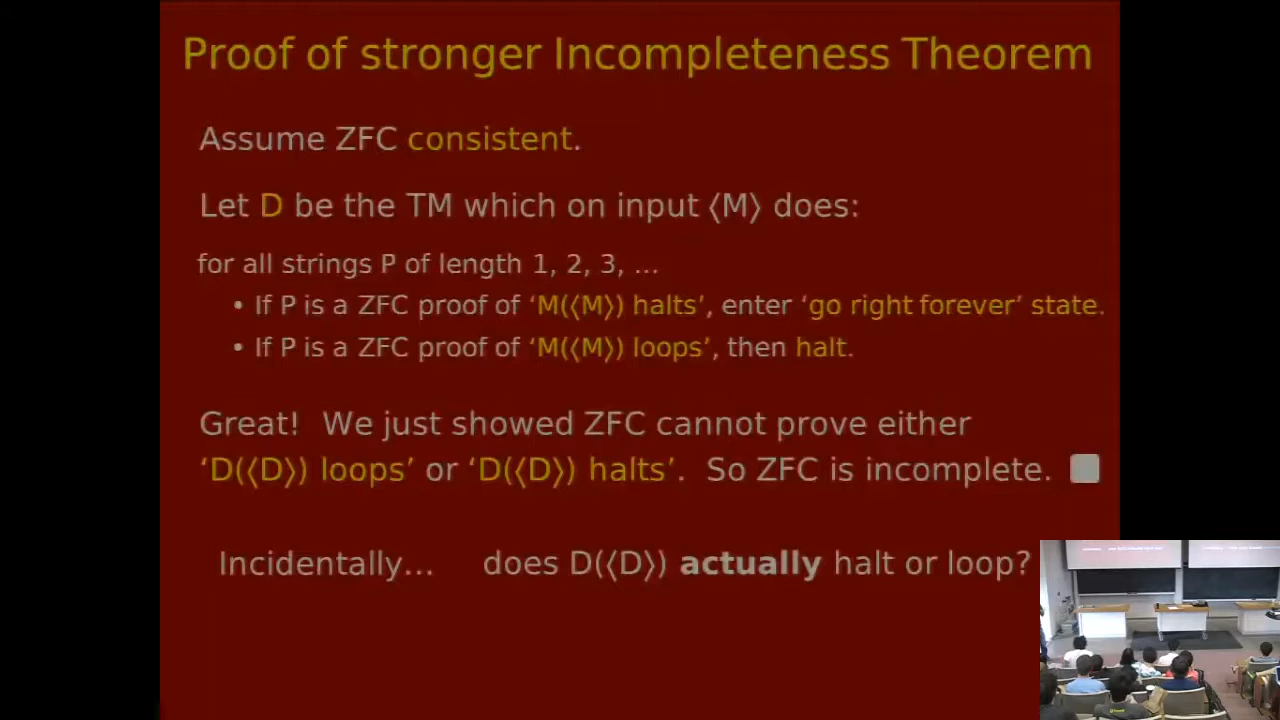 Proof of stronger Incompleteness Theorem
Assume ZFC consistent.
Let D be the TM which on input ⟨M⟩ does:
for all strings P of length 1, 2, 3, …
• If P is a ZFC proof of ‘M(⟨M⟩) halts’, enter ‘go right forever’ state.
• If P is a ZFC proof of ‘M(⟨M⟩) loops’, then halt.
Great! We just showed ZFC cannot prove either
‘D(⟨D⟩) loops’ or ‘D(⟨D⟩) halts’. So ZFC is incomplete.
Incidentally… does D(⟨D⟩) actually halt or loop?